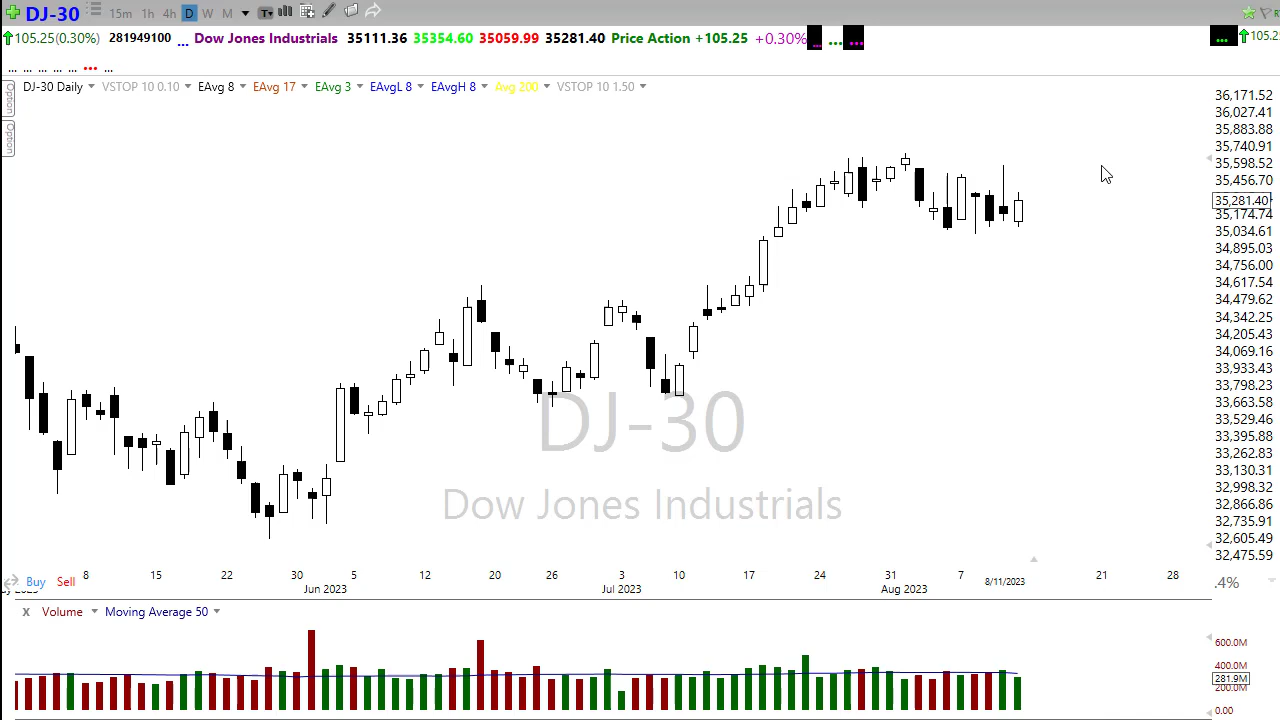 DJ-30 15m 1h 4h D W M T
105.25(0.30%) 281949100 ... Dow Jones Industrials 35111.36 35354.60 35059.99 35281.40 Price Action +105.25 +0.30% ... ... ... ... 105.2
... ... ... ... ... ... ...
DJ-30 Daily VSTOP 10 0.10 EAvg 8 EAvg 17 EAvg 3 EAvgL 8 EAvgH 8 Avg 200 VSTOP 10 1.50
Option
Option
36,171.52
36,027.41
35,883.88
35,740.91
35,598.52
35,456.70
35,281.40
35,174.74
35,034.61
34,895.03
34,756.00
34,617.54
34,479.62
34,342.25
34,205.43
34,069.16
33,933.43
33,798.23
33,663.58
33,529.46
33,395.88
33,262.83
33,130.31
32,998.32
32,866.86
32,735.91
32,605.49
32,475.59
DJ-30
Dow Jones Industrials
Buy Sell 8 15 22 30 5 12 20 26 3 10 17 24 31 7 8/11/2023 21 28 .4%
2023 Jun 2023 Jul 2023 Aug 2023
X Volume Moving Average 50
600.0M
400.0M
281.9M
200.0M
0.00